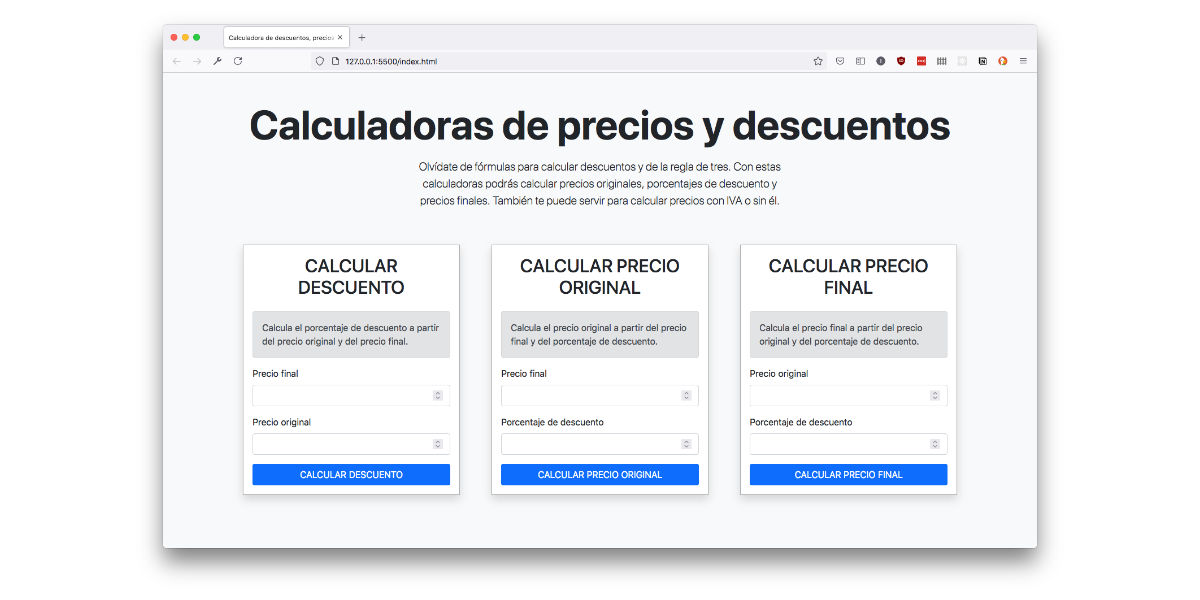 Calculadora de descuentos, precios
127.0.0.1:5500/index.html
Calculadoras de precios y descuentos
Olvídate de fórmulas para calcular descuentos y de la regla de tres. Con estas
calculadoras podrás calcular precios originales, porcentajes de descuento y
precios finales. También te puede servir para calcular precios con IVA o sin él.
CALCULAR
DESCUENTO
Calcula el porcentaje de descuento a partir
del precio original y del precio final.
Precio final
Precio original
CALCULAR DESCUENTO
CALCULAR PRECIO
ORIGINAL
Calcula el precio original a partir del precio
final y del porcentaje de descuento.
Precio final
Porcentaje de descuento
CALCULAR PRECIO ORIGINAL
CALCULAR PRECIO
FINAL
Calcula el precio final a partir del precio
original y del porcentaje de descuento.
Precio original
Porcentaje de descuento
CALCULAR PRECIO FINAL